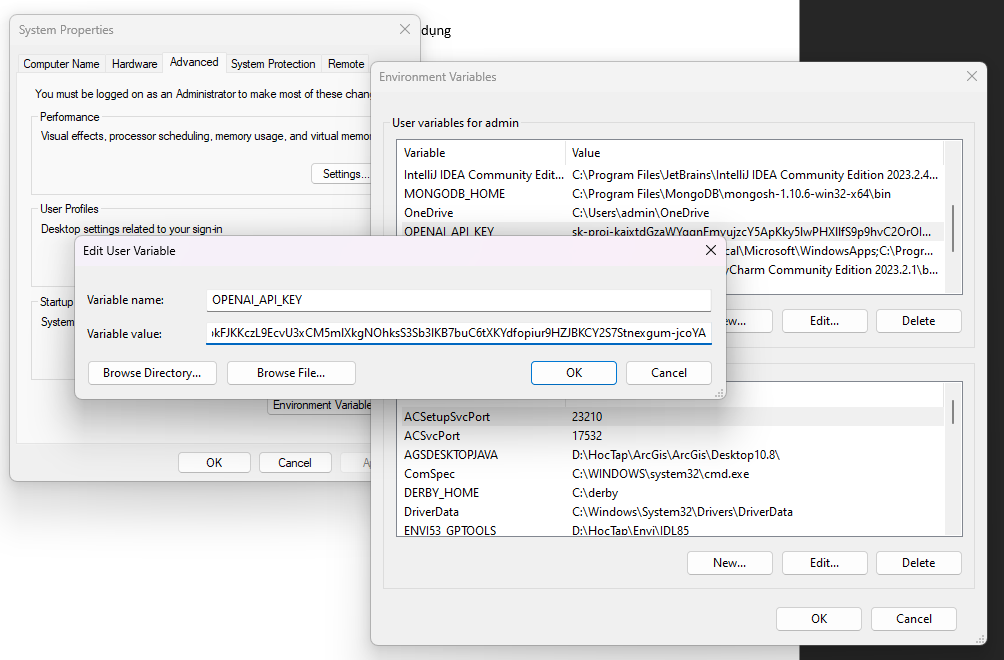 System Properties
dụng
Computer Name Hardware Advanced System Protection Remote
You must be logged on as an Administrator to make most of these
Performance
Visual effects, processor scheduling, memory usage, and virtual
Settings...
User Profiles
Desktop settings related to your sign-in
Startup
System
Environment
OK Cancel
Environment Variables
User variables for admin
Variable Value
IntelliJ IDEA Community Edit... C:\Program Files\JetBrains\IntelliJ IDEA Community Edition 2023.2.4...
MONGODB_HOME C:\Program Files\MongoDB\mongosh-1.10.6-win32-x64\bin
OneDrive C:\Users\admin\OneDrive
OPENAI_API_KEY
\Microsoft\WindowsApps;C:\Progr...
Community Edition 2023.2.1\b...
Edit... Delete
Edit User Variable
Variable name: OPENAI_API_KEY
Variable value:
Browse Directory... Browse File... OK Cancel
ACSetupSvcPort 23210
ACSvcPort 17532
AGSDESKTOPJAVA D:\HocTap\ArcGis\ArcGis\Desktop10.8\
ComSpec C:\WINDOWS\system32\cmd.exe
DERBY_HOME C:\derby
DriverData C:\Windows\System32\Drivers\DriverData
ENVI53_GPTOOLS D:\HocTap\Envi\IDL85
New... Edit... Delete
OK Cancel